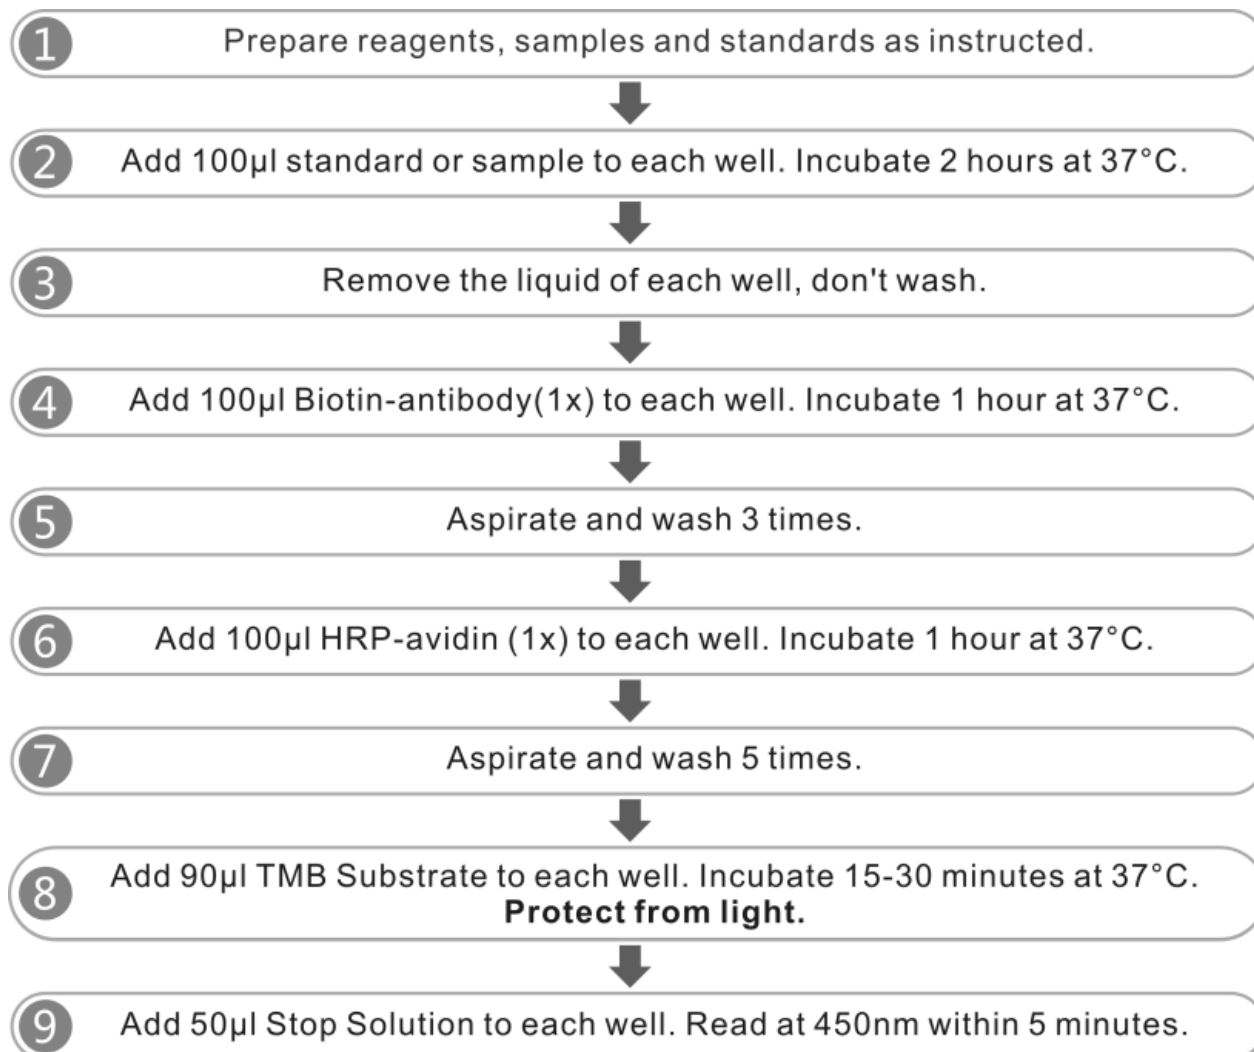 1 Prepare reagents, samples and standards as instructed.
2 Add 100μl standard or sample to each well. Incubate 2 hours at 37°C.
3 Remove the liquid of each well, don't wash.
4 Add 100μl Biotin-antibody(1x) to each well. Incubate 1 hour at 37°C.
5 Aspirate and wash 3 times.
6 Add 100μl HRP-avidin (1x) to each well. Incubate 1 hour at 37°C.
7 Aspirate and wash 5 times.
8 Add 90μl TMB Substrate to each well. Incubate 15-30 minutes at 37°C.
Protect from light.
9 Add 50μl Stop Solution to each well. Read at 450nm within 5 minutes.